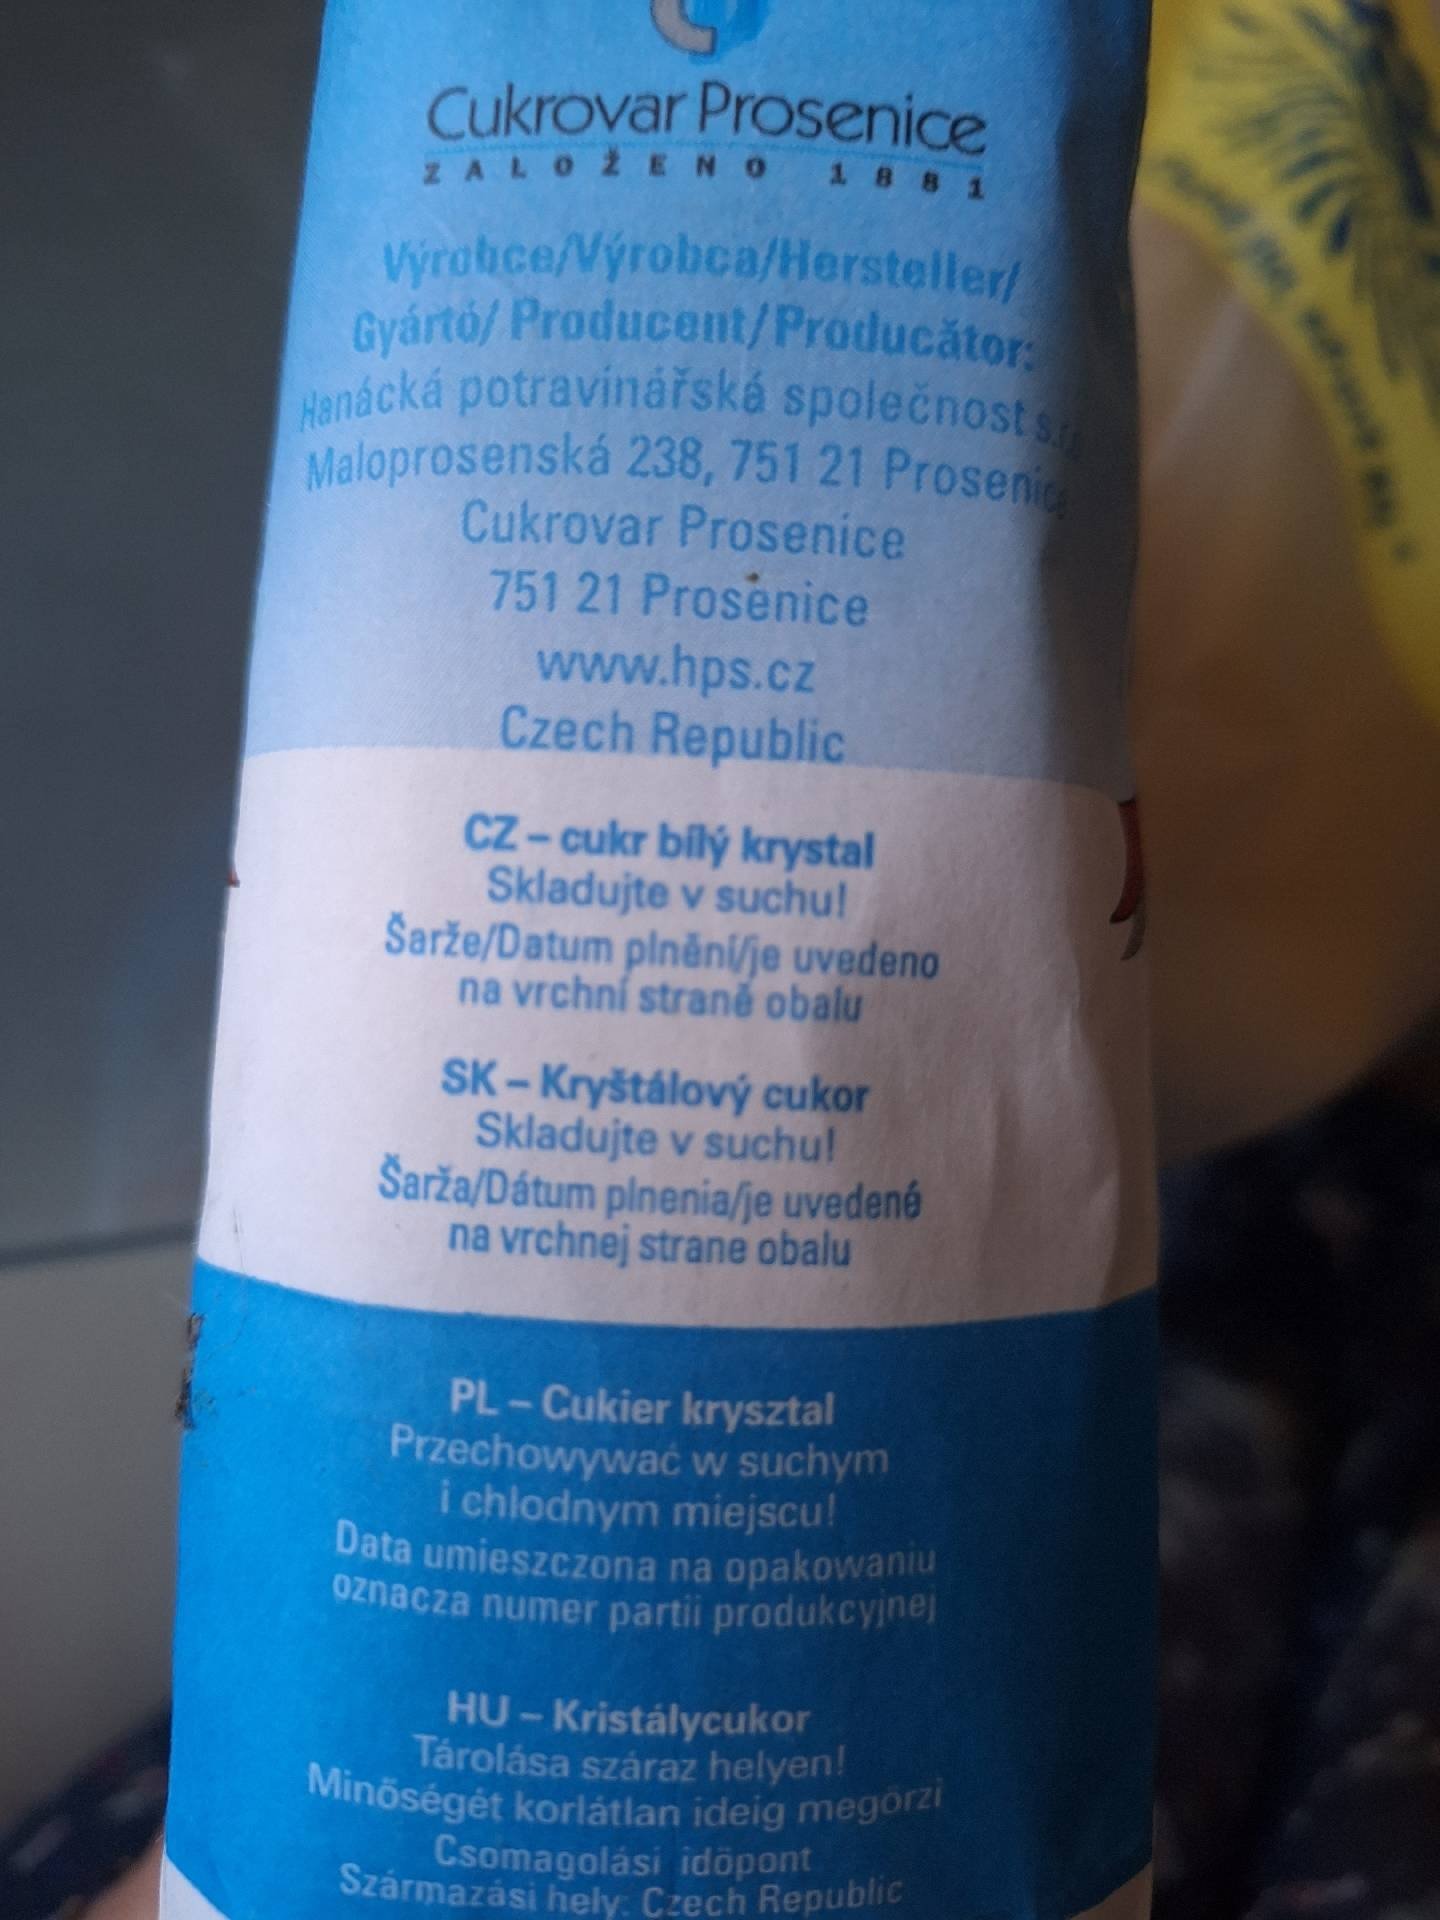 Cukrovar Prosenice
ZALOŽENO 1881
Výrobce/Výrobca/Hersteller/
Gyártó/ Producent/Producător:
Hanácká potravinářská společnost
Maloprosenská 238, 751 21 Prosenice
Cukrovar Prosenice
751 21 Prosenice
www.hps.cz
Czech Republic
CZ – cukr bílý krystal
Skladujte v suchu!
Šarže/Datum plnění/je uvedeno
na vrchní straně obalu
SK – Kryštálový cukor
Skladujte v suchu!
Šarža/Dátum plnenia/je uvedené
na vrchnej strane obalu
PL – Cukier krysztal
Przechowywać w suchym
i chlodnym miejscu!
Data umieszczona na opakowaniu
oznacza numer partii produkcyjnej
HU – Kristálycukor
Tárolása száraz helyen!
Minőségét korlátlan ideig megőrzi
Csomagolási időpont
Származási hely: Czech Republic